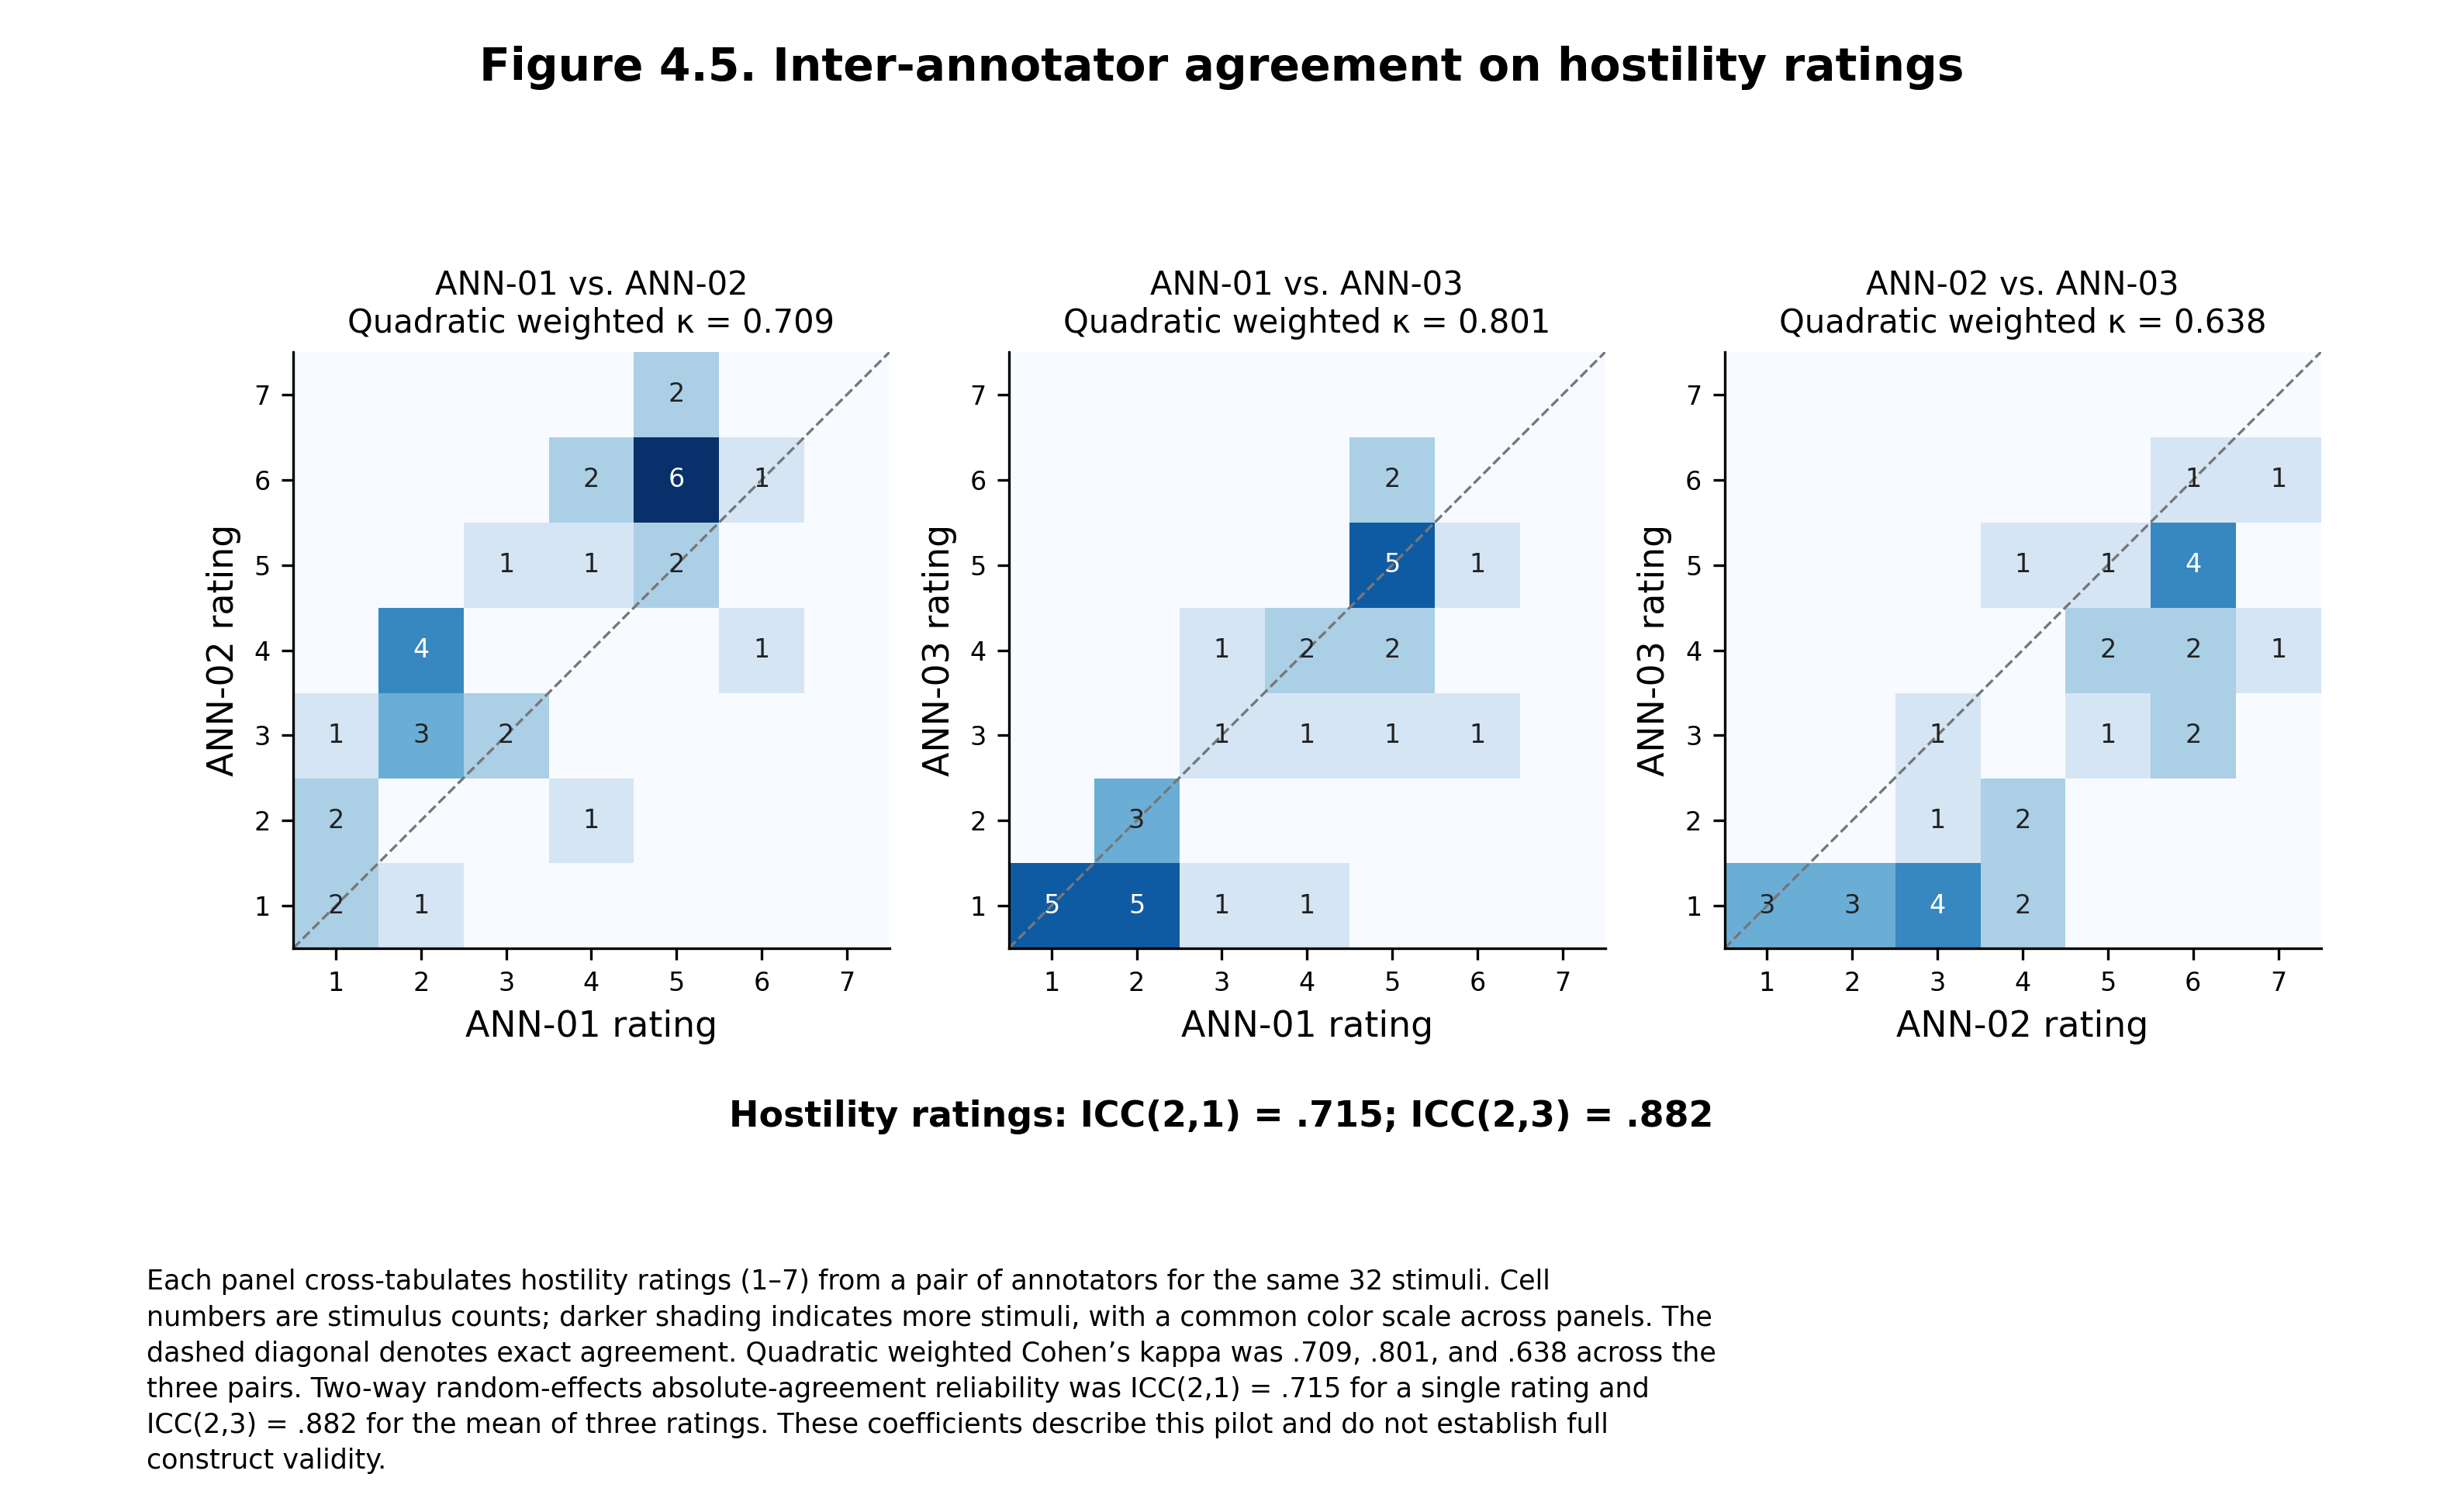 Figure 4.5. Inter-annotator agreement on hostility ratings
ANN-01 vs. ANN-02
Quadratic weighted κ = 0.709
7
6
5
4
3
2
1
ANN-02 rating
2
2 6 1
1 1 2
4 1
1 3 2
2 1
2 1
1 2 3 4 5 6 7
ANN-01 rating
ANN-01 vs. ANN-03
Quadratic weighted κ = 0.801
7
6
5
4
3
2
1
ANN-03 rating
2
5 1
1 2 2
1 1 1 1
3
5 5 1 1
1 2 3 4 5 6 7
ANN-01 rating
ANN-02 vs. ANN-03
Quadratic weighted κ = 0.638
7
6
5
4
3
2
1
ANN-03 rating
1 1
1 1 4
2 2 1
1 1 2
1 2
3 3 4 2
1 2 3 4 5 6 7
ANN-02 rating
Hostility ratings: ICC(2,1) = .715; ICC(2,3) = .882
Each panel cross-tabulates hostility ratings (1–7) from a pair of annotators for the same 32 stimuli. Cell
numbers are stimulus counts; darker shading indicates more stimuli, with a common color scale across panels. The
dashed diagonal denotes exact agreement. Quadratic weighted Cohen’s kappa was .709, .801, and .638 across the
three pairs. Two-way random-effects absolute-agreement reliability was ICC(2,1) = .715 for a single rating and
ICC(2,3) = .882 for the mean of three ratings. These coefficients describe this pilot and do not establish full
construct validity.